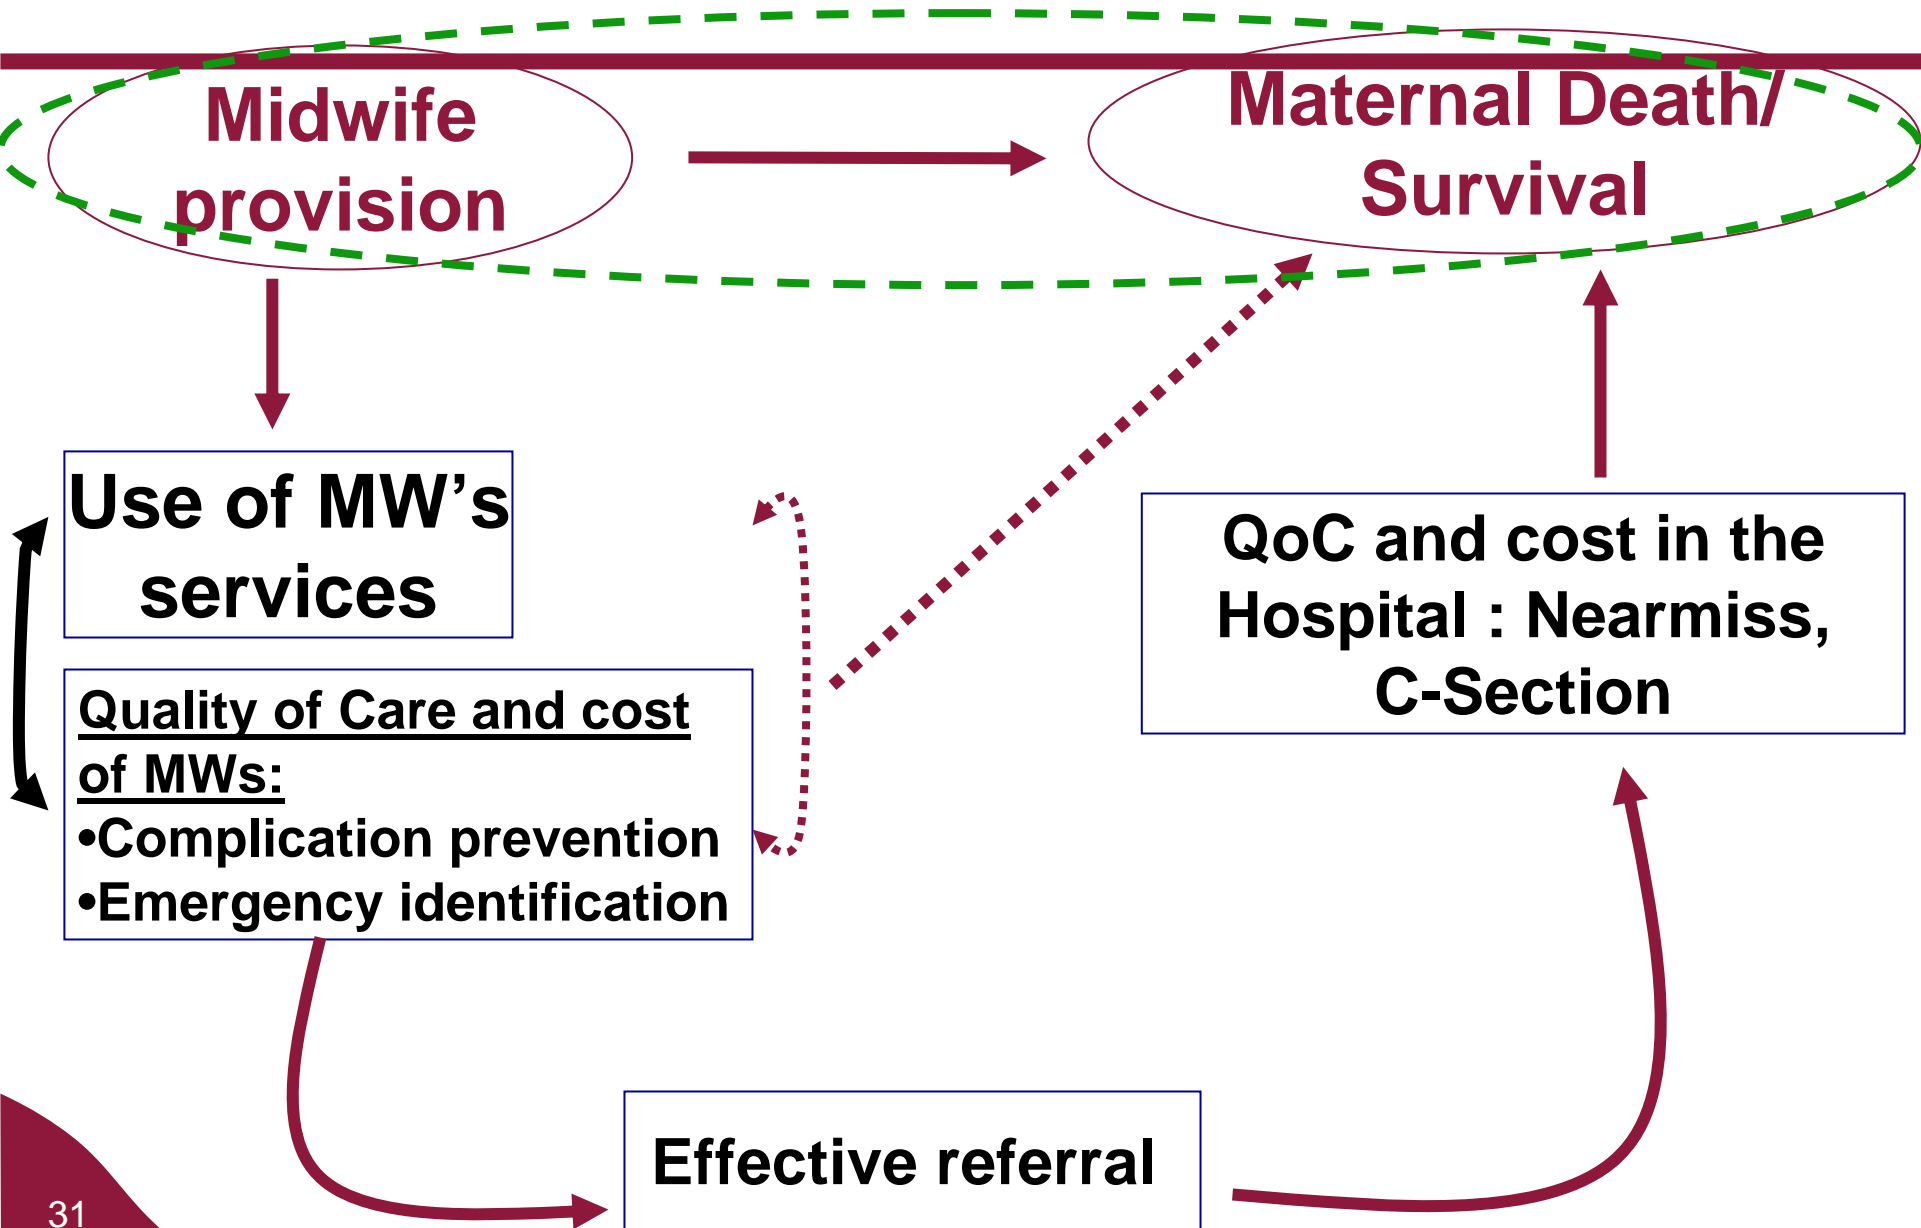 Midwife
provision
Maternal Death/
Survival
Use of MW’s
services
Quality of Care and cost
of MWs:
•Complication prevention
•Emergency identification
QoC and cost in the
Hospital : Nearmiss,
C-Section
Effective referral
31